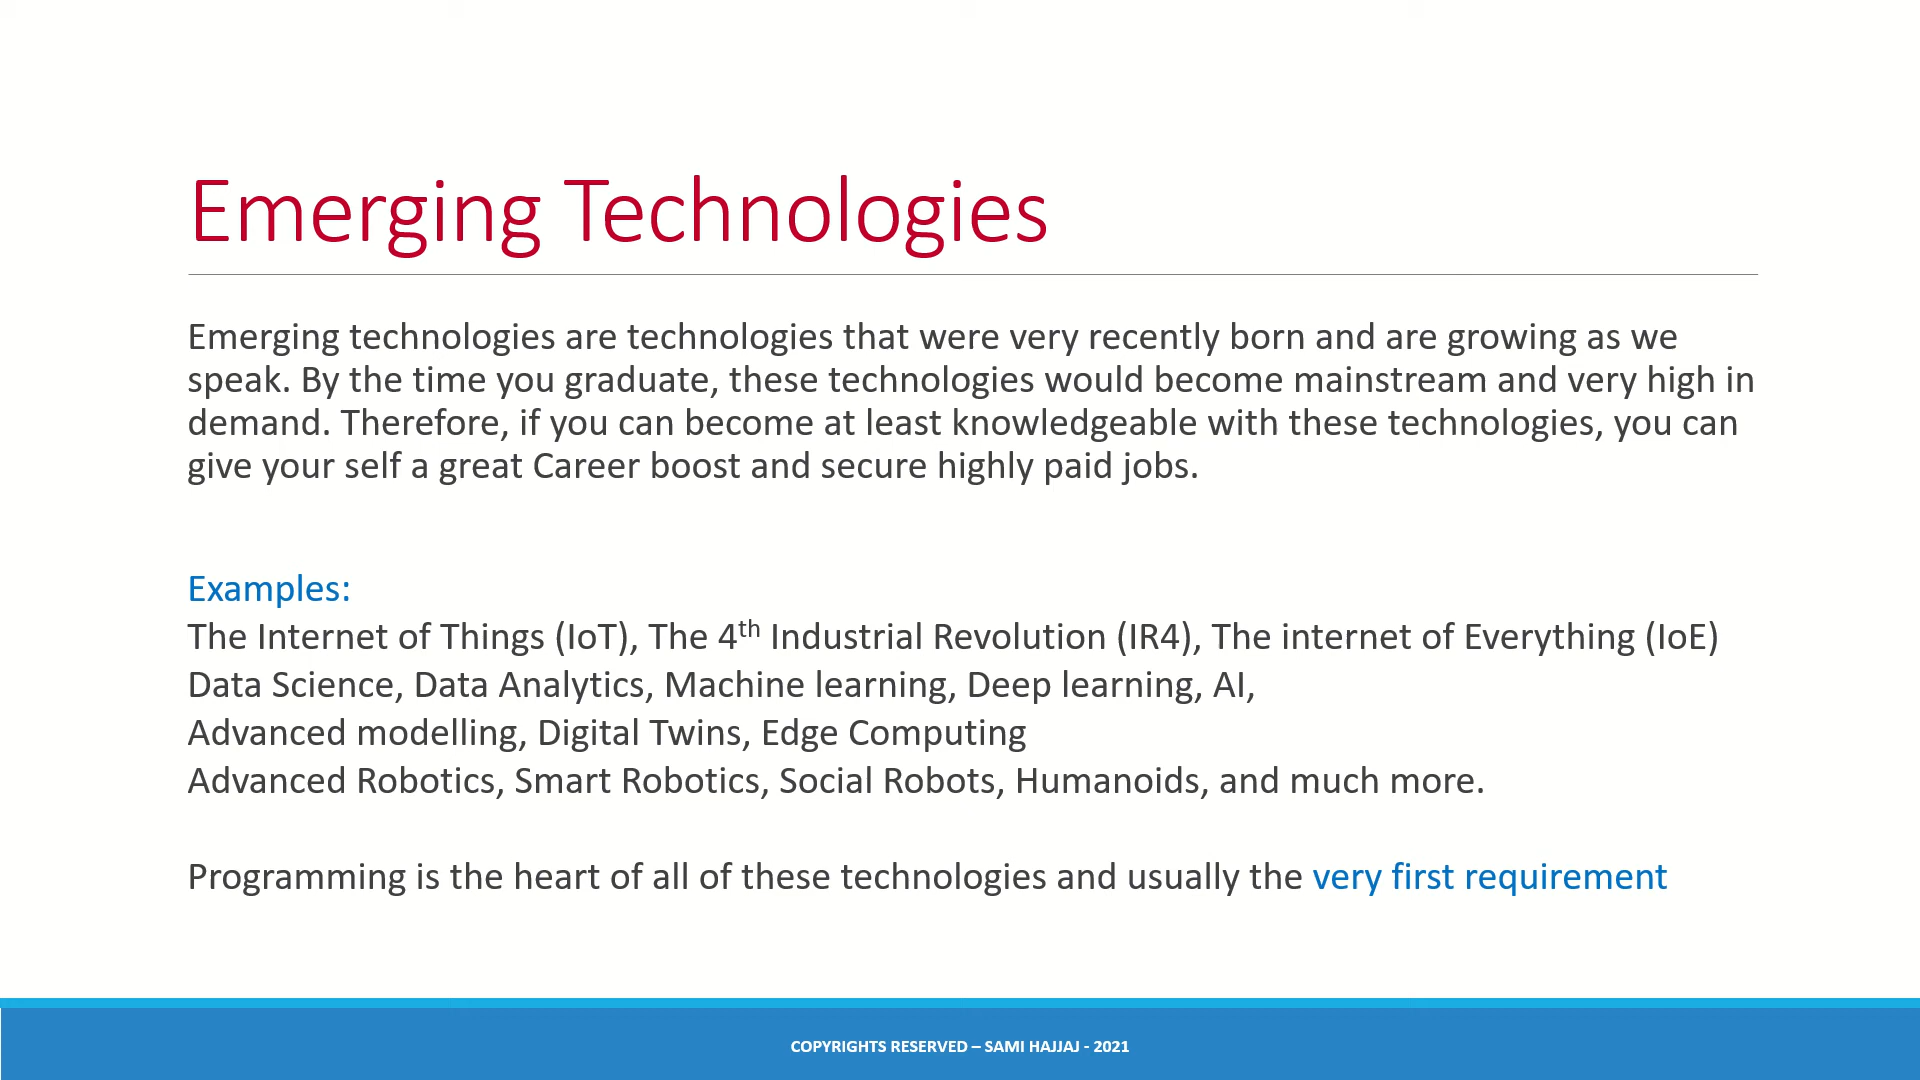 Emerging Technologies
Emerging technologies are technologies that were very recently born and are growing as we
speak. By the time you graduate, these technologies would become mainstream and very high in
demand. Therefore, if you can become at least knowledgeable with these technologies, you can
give your self a great Career boost and secure highly paid jobs.
Examples:
The Internet of Things (IoT), The 4th Industrial Revolution (IR4), The internet of Everything (IoE)
Data Science, Data Analytics, Machine learning, Deep learning, AI,
Advanced modelling, Digital Twins, Edge Computing
Advanced Robotics, Smart Robotics, Social Robots, Humanoids, and much more.
Programming is the heart of all of these technologies and usually the very first requirement
COPYRIGHTS RESERVED – SAMI HAJJAJ - 2021